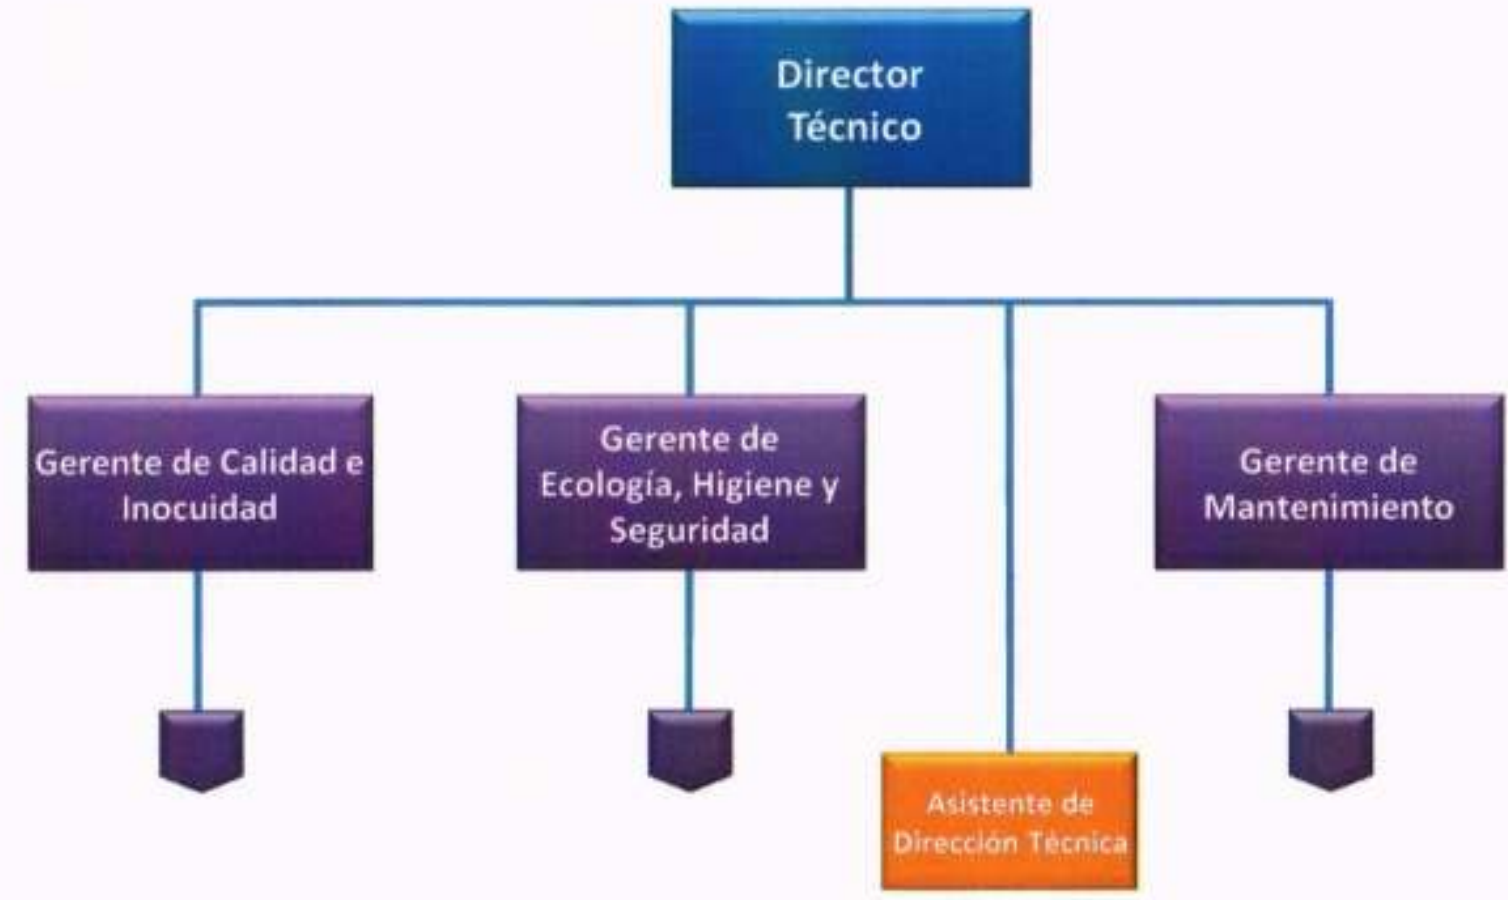 Director
Técnico
Gerente de Calidad e
Inocuidad
Gerente de
Ecología, Higiene y
Seguridad
Gerente de
Mantenimiento
Asistente de
Dirección Técnica